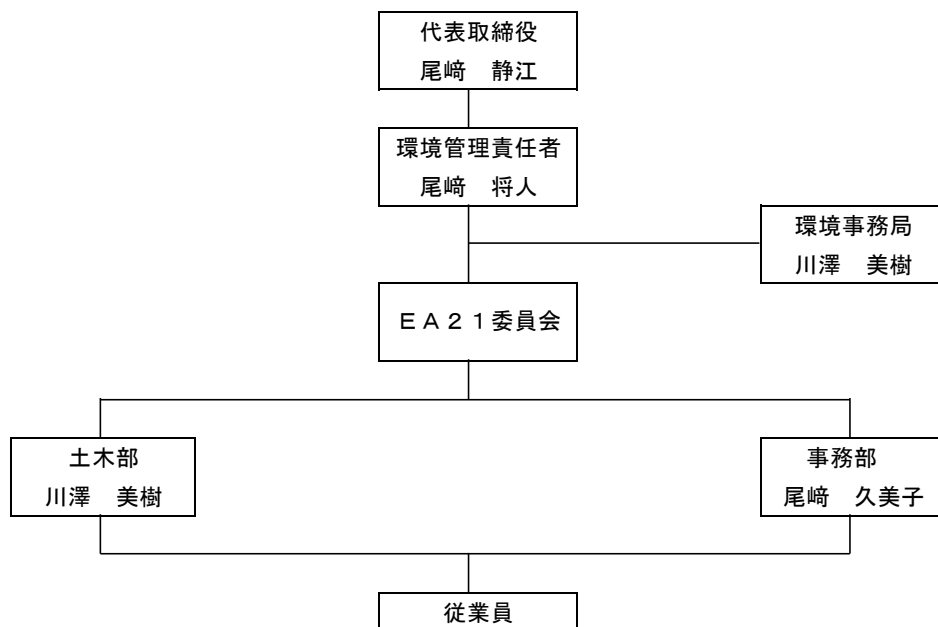 代表取締役
尾﨑　静江
環境管理責任者
尾﨑　将人
環境事務局
川澤　美樹
ＥＡ２１委員会
土木部
川澤　美樹
事務部
尾﨑　久美子
従業員